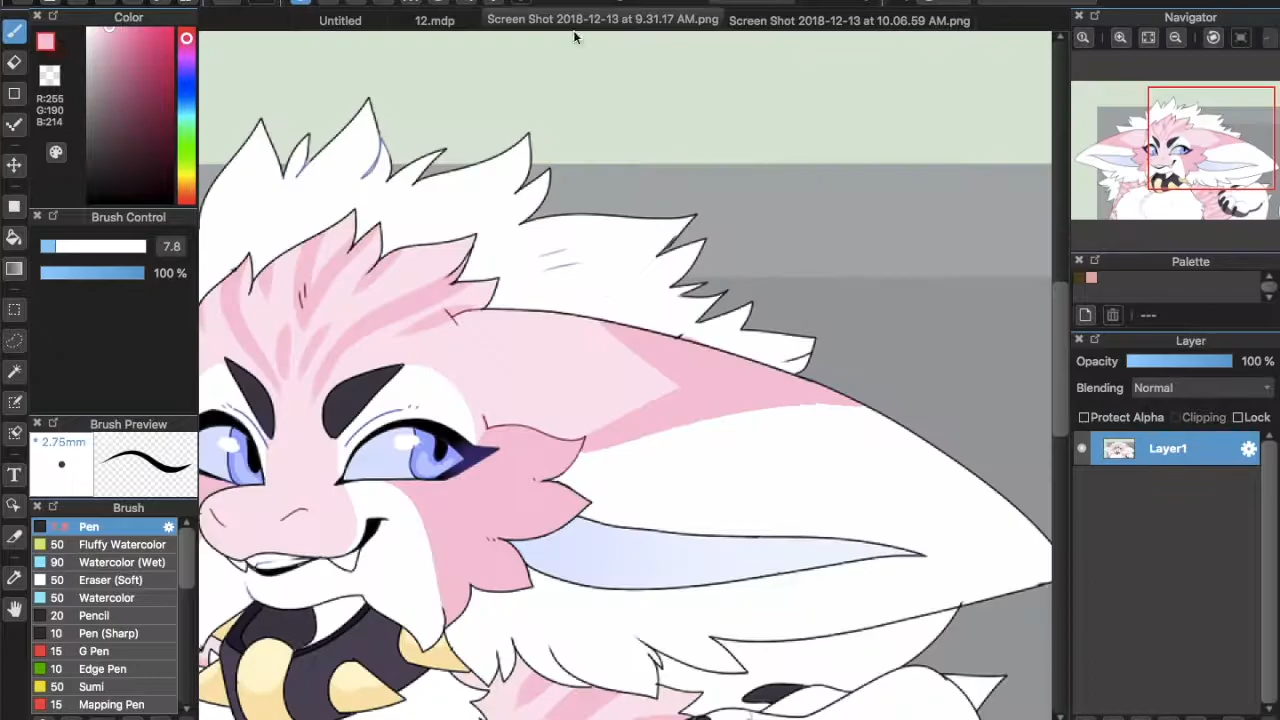 Color
Untitled
12.mdp
Screen Shot 2018-12-13 at 9.31.17 AM.png
Screen Shot 2018-12-13 at 10.06.59 AM.png
Navigator
R:255
G:190
B:214
Brush Control
7.8
100 %
Palette
---
Layer
Opacity
100 %
Blending
Normal
Protect Alpha
Clipping
Lock
Layer1
Brush Preview
* 2.75mm
Brush
Pen
50 Fluffy Watercolor
90 Watercolor (Wet)
50 Eraser (Soft)
50 Watercolor
20 Pencil
10 Pen (Sharp)
15 G Pen
10 Edge Pen
50 Sumi
15 Mapping Pen